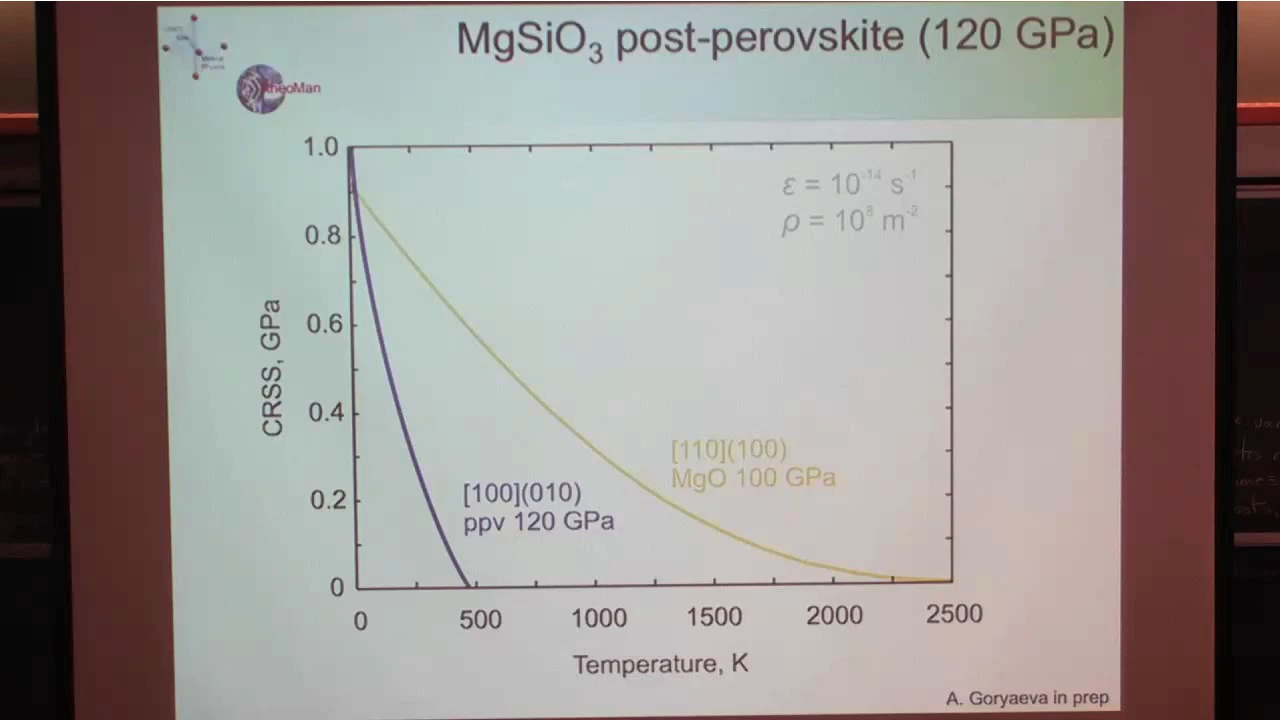 MgSiO₃ post-perovskite (120 GPa)
RheoMan
1.0
0.8
0.6
0.4
0.2
0
CRSS, GPa
ε = 10⁻¹⁴ s⁻¹
ρ = 10⁸ m⁻²
[110](100)
MgO 100 GPa
[100](010)
ppv 120 GPa
0 500 1000 1500 2000 2500
Temperature, K
A. Goryaeva in prep